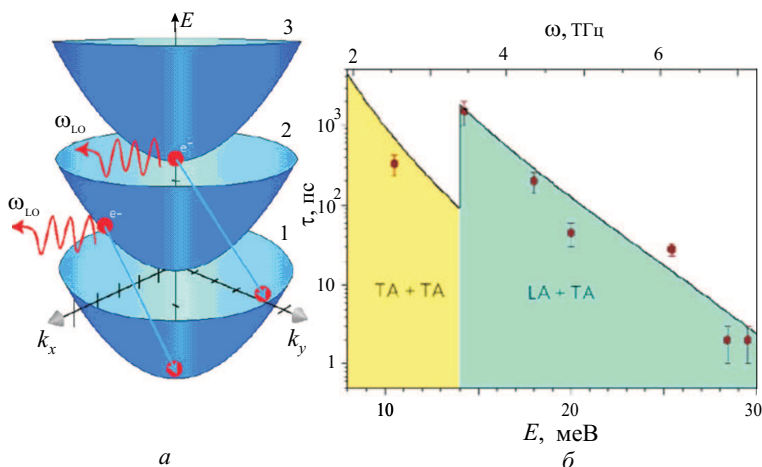 E
3
ω_LO
e⁻
2
ω_LO
e⁻
1
k_x
k_y
а
ω, ТГц
2
4
6
τ, пс
10³
10²
10
1
TA + TA
LA + TA
10
20
30
E, меВ
б